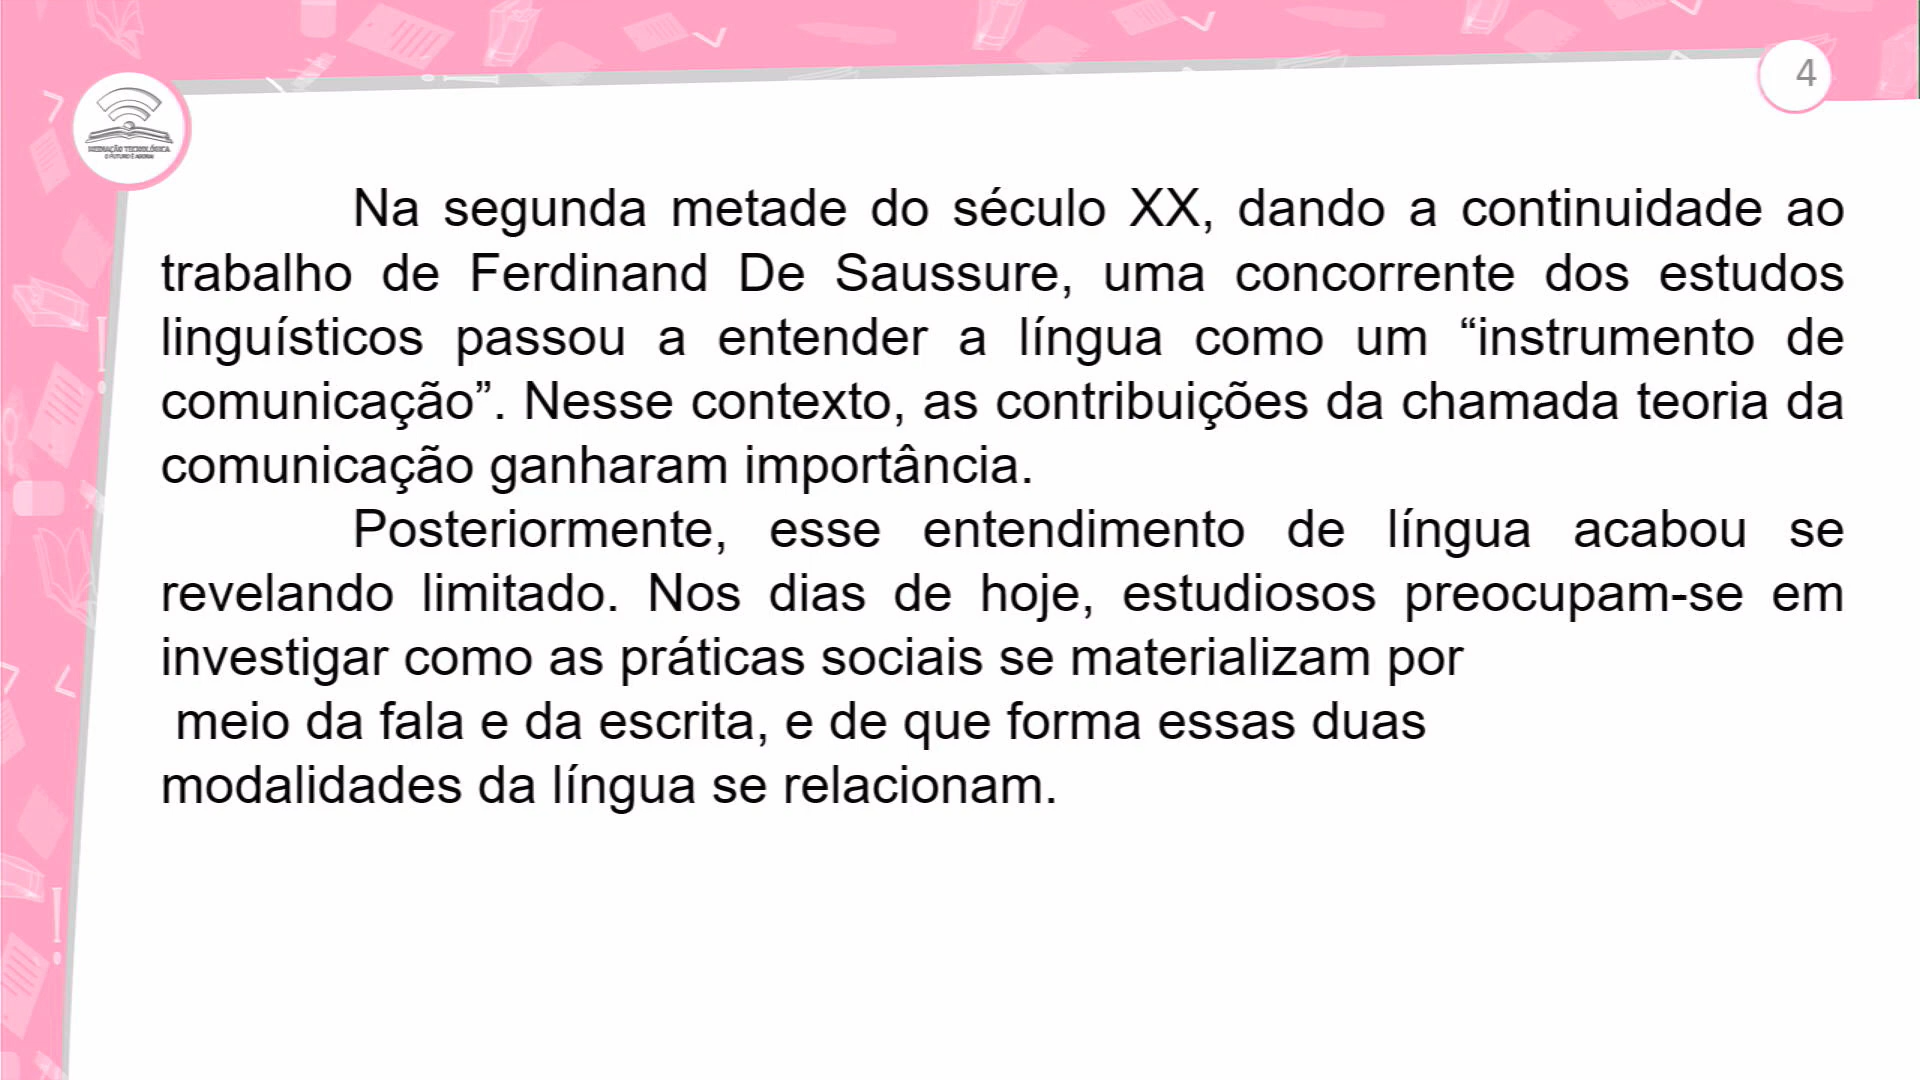 4
MEDIAÇÃO TECNOLÓGICA
O FUTURO É AGORA!
Na segunda metade do século XX, dando a continuidade ao
trabalho de Ferdinand De Saussure, uma concorrente dos estudos
linguísticos passou a entender a língua como um “instrumento de
comunicação”. Nesse contexto, as contribuições da chamada teoria da
comunicação ganharam importância.
Posteriormente, esse entendimento de língua acabou se
revelando limitado. Nos dias de hoje, estudiosos preocupam-se em
investigar como as práticas sociais se materializam por
meio da fala e da escrita, e de que forma essas duas
modalidades da língua se relacionam.